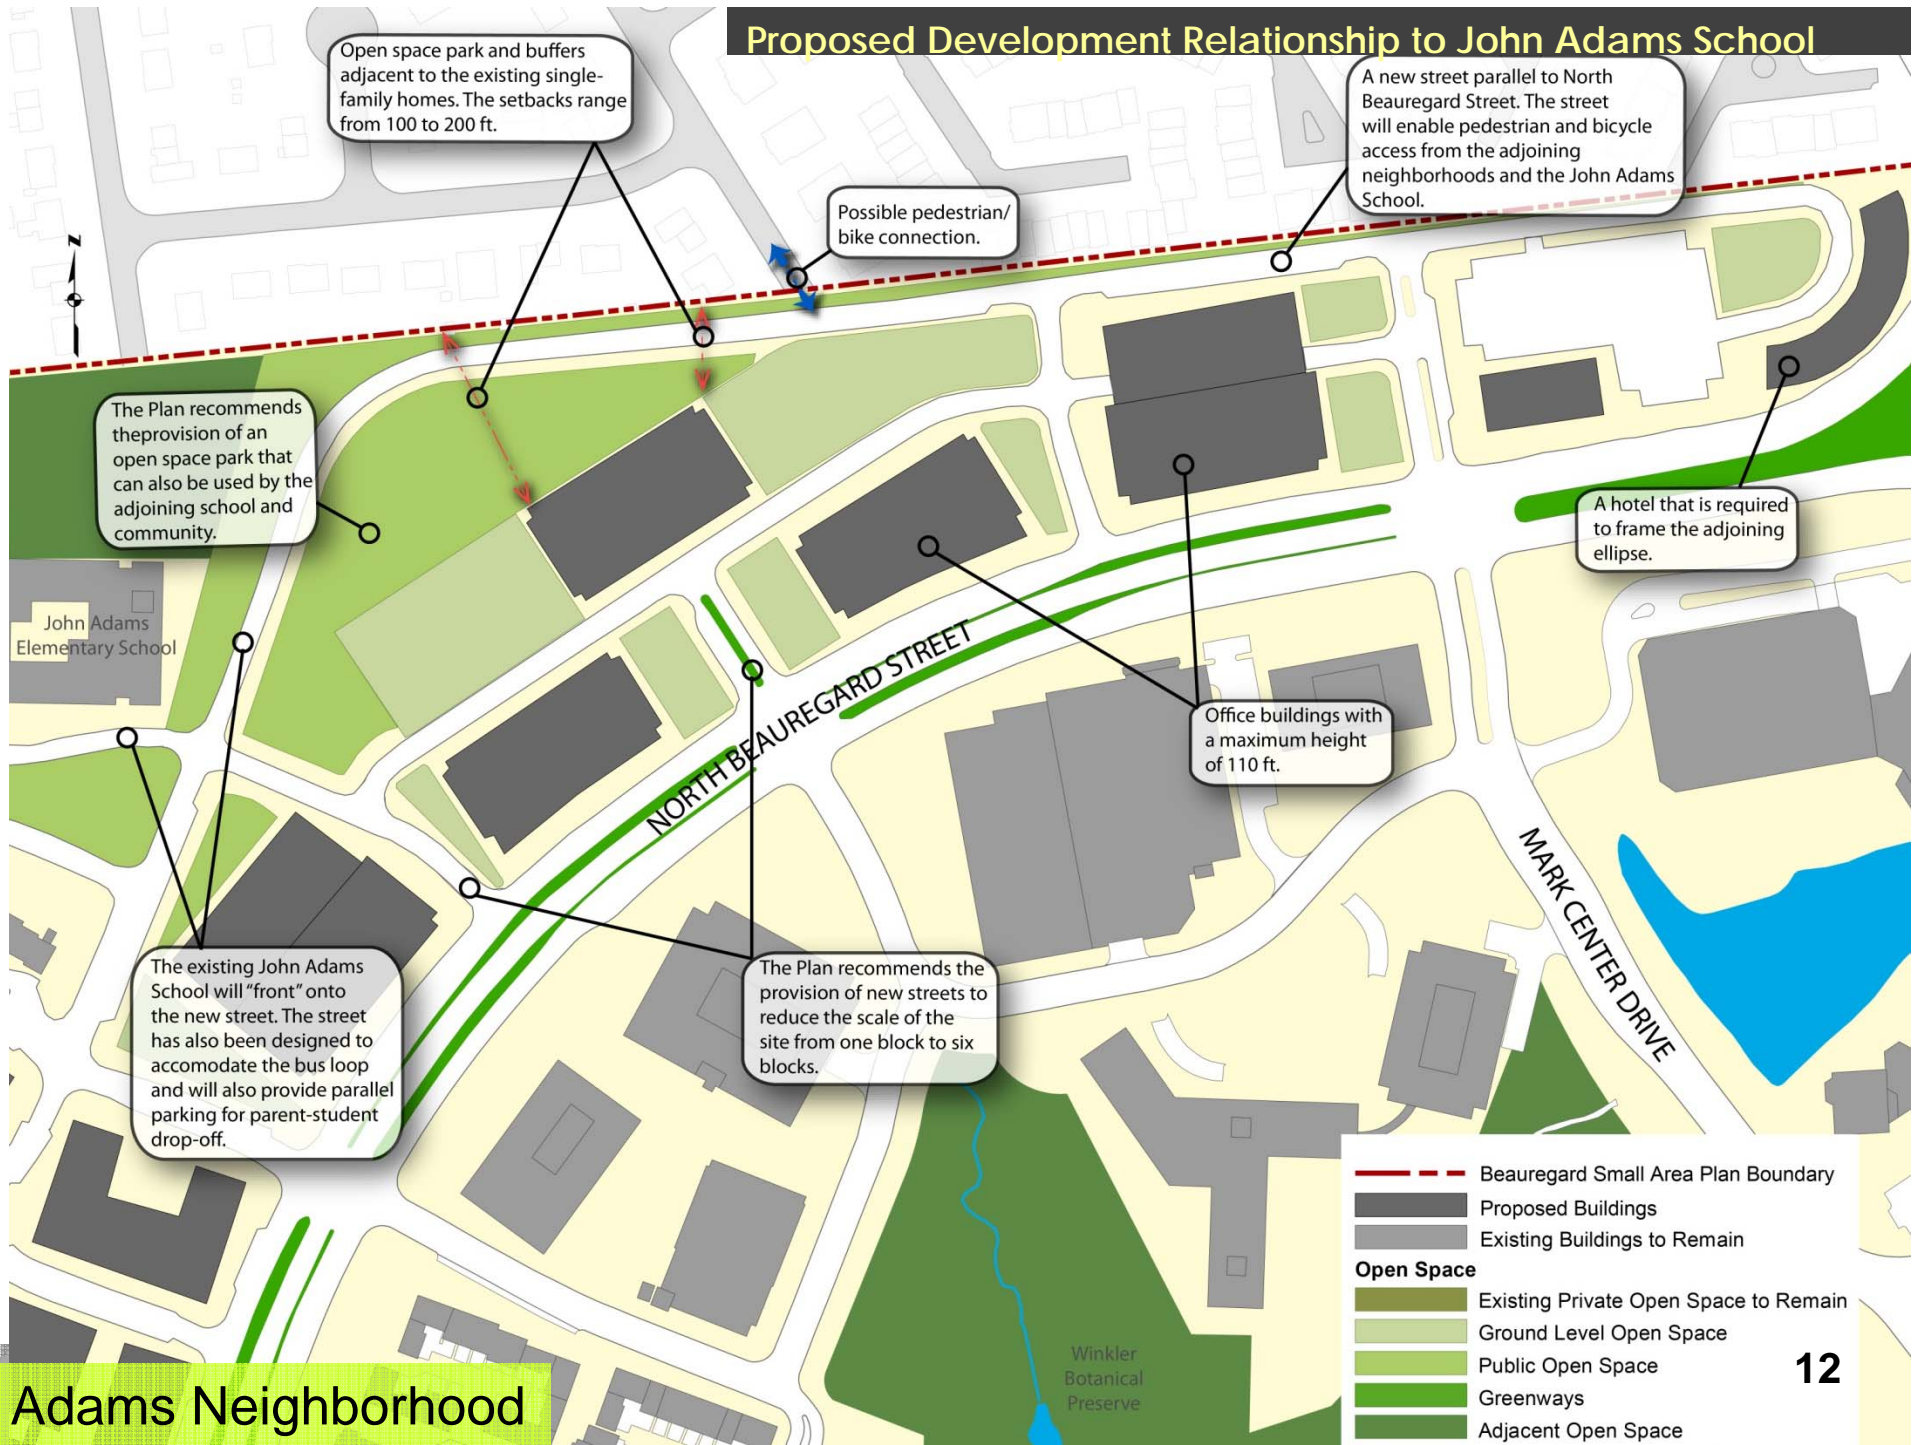 Proposed Development Relationship to John Adams School
Open space park and buffers
adjacent to the existing single-
family homes. The setbacks range
from 100 to 200 ft.
A new street parallel to North
Beauregard Street. The street
will enable pedestrian and bicycle
access from the adjoining
neighborhoods and the John Adams
School.
Possible pedestrian/
bike connection.
N
The Plan recommends
theprovision of an
open space park that
can also be used by the
adjoining school and
community.
A hotel that is required
to frame the adjoining
ellipse.
John Adams
Elementary School
NORTH BEAUREGARD STREET
Office buildings with
a maximum height
of 110 ft.
MARK CENTER DRIVE
The existing John Adams
School will "front" onto
the new street. The street
has also been designed to
accomodate the bus loop
and will also provide parallel
parking for parent-student
drop-off.
The Plan recommends the
provision of new streets to
reduce the scale of the
site from one block to six
blocks.
Winkler
Botanical
Preserve
Beauregard Small Area Plan Boundary
Proposed Buildings
Existing Buildings to Remain
Open Space
Existing Private Open Space to Remain
Ground Level Open Space
Public Open Space
Greenways
Adjacent Open Space
12
Adams Neighborhood